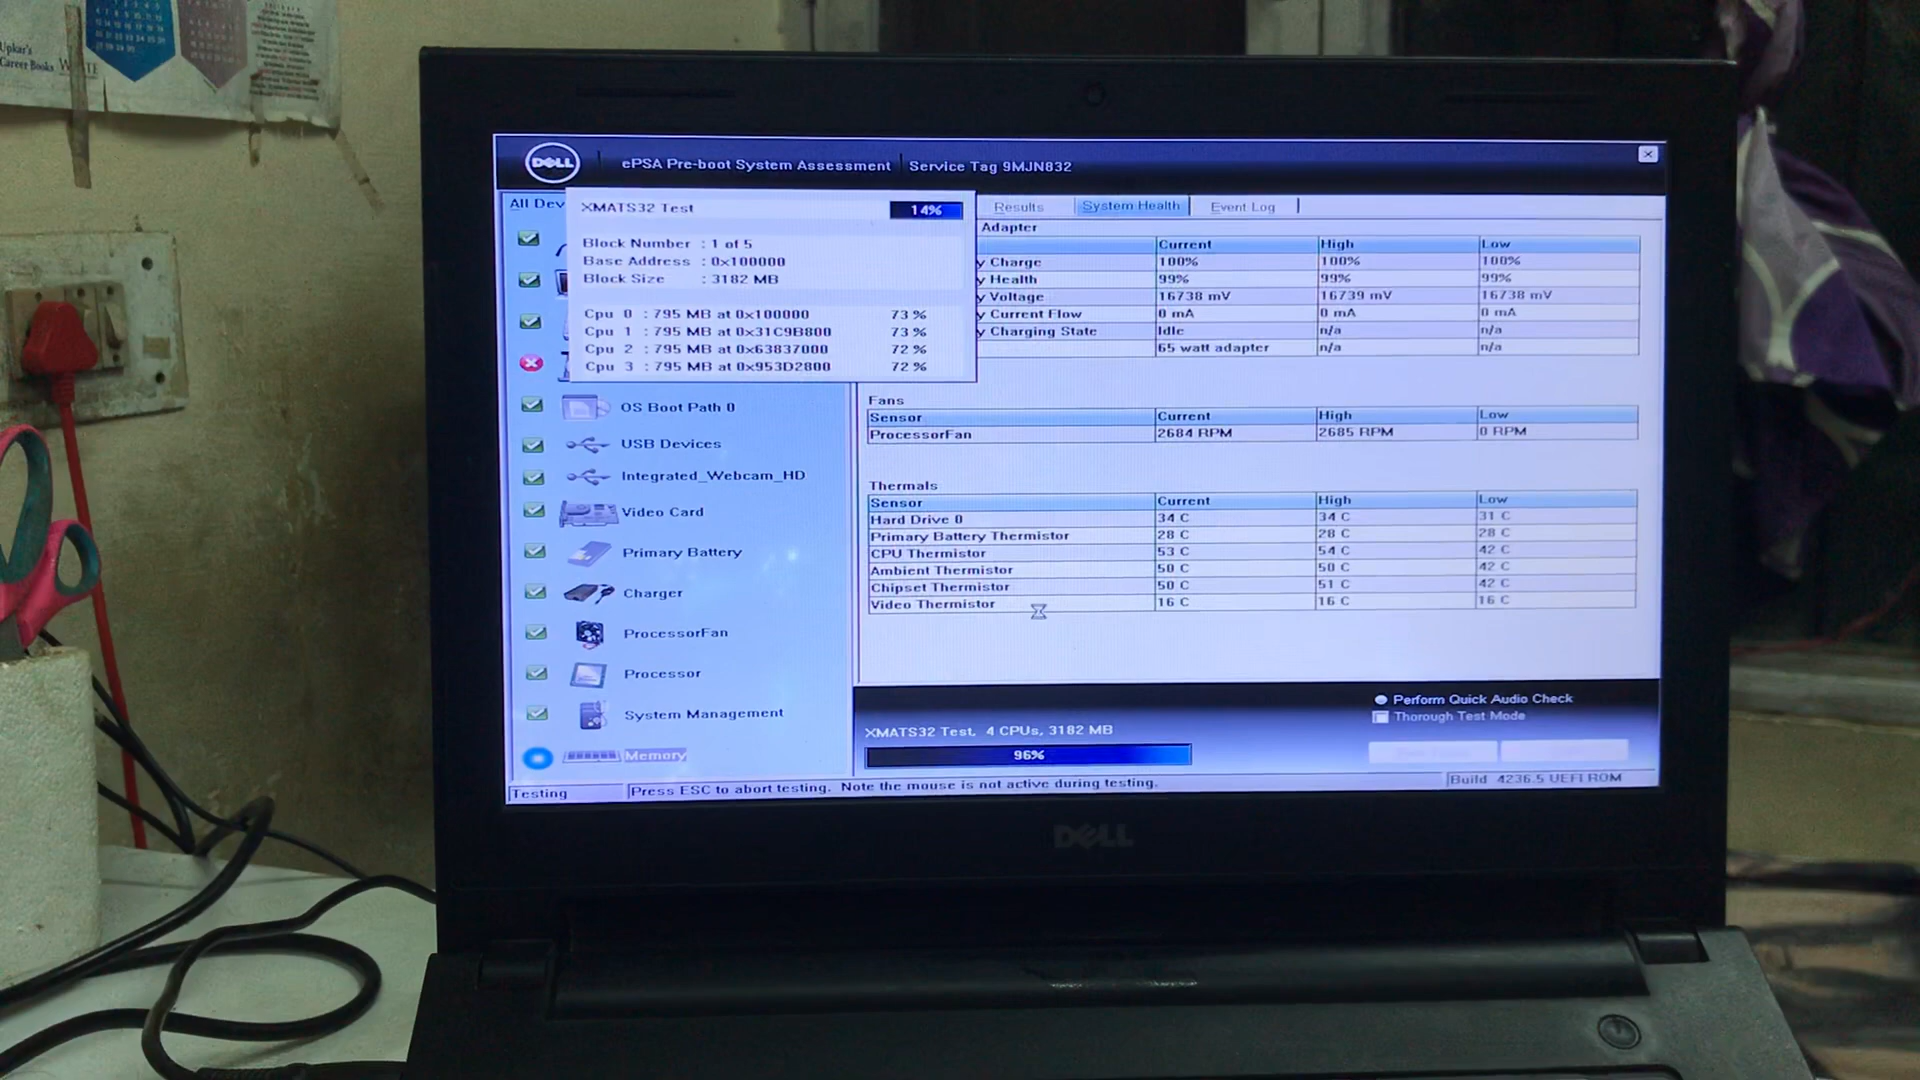 Upkar's
Career Books
DELL
ePSA Pre-boot System Assessment
Service Tag 9MJN832
All Dev
XMATS32 Test
14%
Block Number : 1 of 5
Base Address : 0x100000
Block Size : 3182 MB
Cpu 0 : 795 MB at 0x100000 73 %
Cpu 1 : 795 MB at 0x31C9B800 73 %
Cpu 2 : 795 MB at 0x63837000 72 %
Cpu 3 : 795 MB at 0x953D2800 72 %
OS Boot Path 0
USB Devices
Integrated_Webcam_HD
Video Card
Primary Battery
Charger
ProcessorFan
Processor
System Management
Memory
Results
System Health
Event Log
Adapter
Current High Low
y Charge 100% 100% 100%
y Health 99% 99% 99%
y Voltage 16738 mV 16739 mV 16738 mV
y Current Flow 0 mA 0 mA 0 mA
y Charging State Idle n/a n/a
65 watt adapter n/a n/a
Fans
Sensor Current High Low
ProcessorFan 2684 RPM 2685 RPM 0 RPM
Thermals
Sensor Current High Low
Hard Drive 0 34 C 34 C 31 C
Primary Battery Thermistor 28 C 28 C 28 C
CPU Thermistor 53 C 54 C 42 C
Ambient Thermistor 50 C 50 C 42 C
Chipset Thermistor 50 C 51 C 42 C
Video Thermistor 16 C 16 C 16 C
Perform Quick Audio Check
Thorough Test Mode
XMATS32 Test, 4 CPUs, 3182 MB
96%
Testing
Press ESC to abort testing. Note the mouse is not active during testing.
Build 4236.5 UEFI ROM
DELL